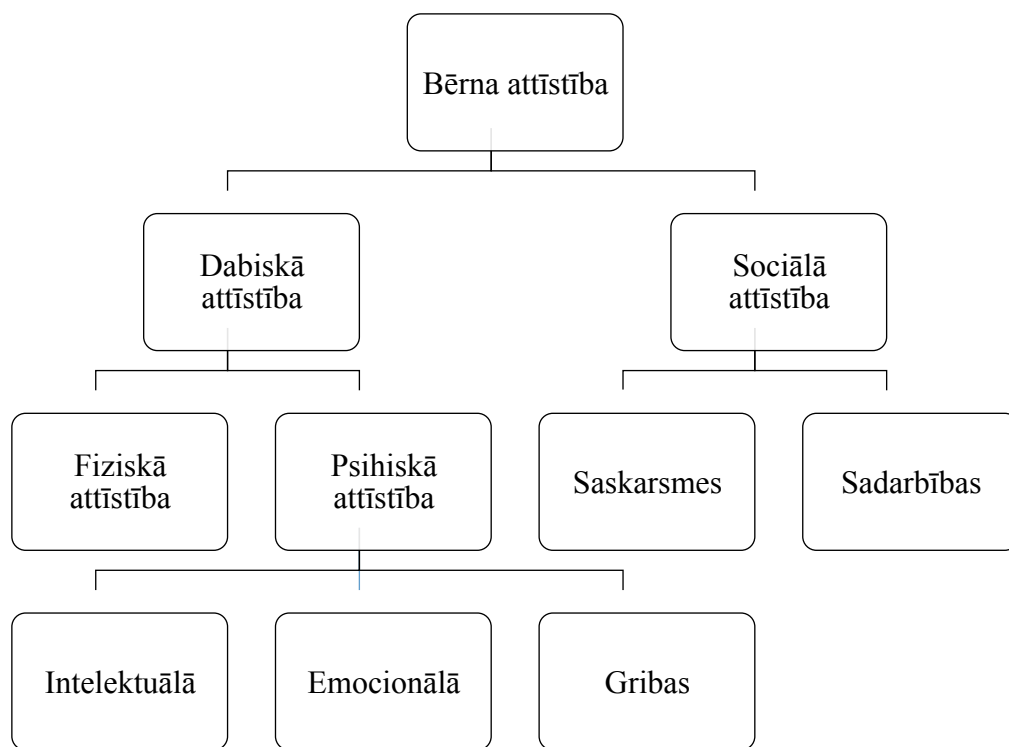 Bērna attīstība
Dabiskā
attīstība
Sociālā
attīstība
Fiziskā
attīstība
Psihiskā
attīstība
Saskarsmes
Sadarbības
Intelektuālā
Emocionālā
Gribas